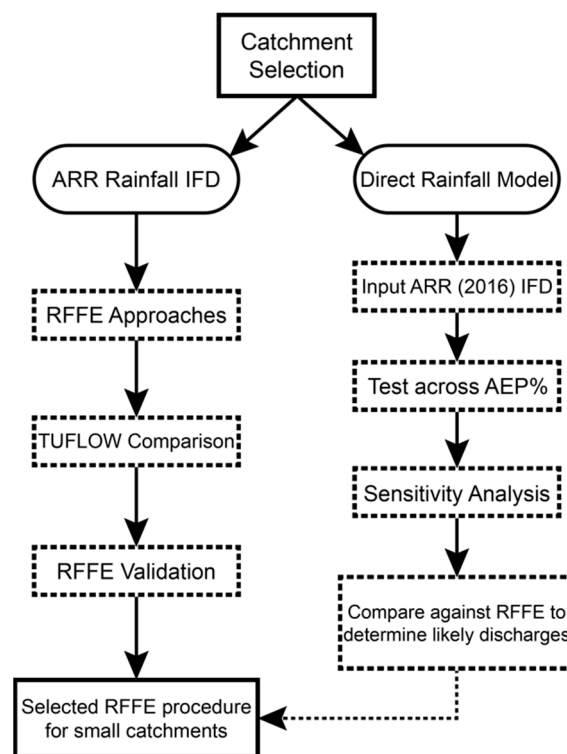 Catchment
Selection
ARR Rainfall IFD
Direct Rainfall Model
RFFE Approaches
Input ARR (2016) IFD
TUFLOW Comparison
Test across AEP%
RFFE Validation
Sensitivity Analysis
Compare against RFFE to
determine likely discharges
Selected RFFE procedure
for small catchments